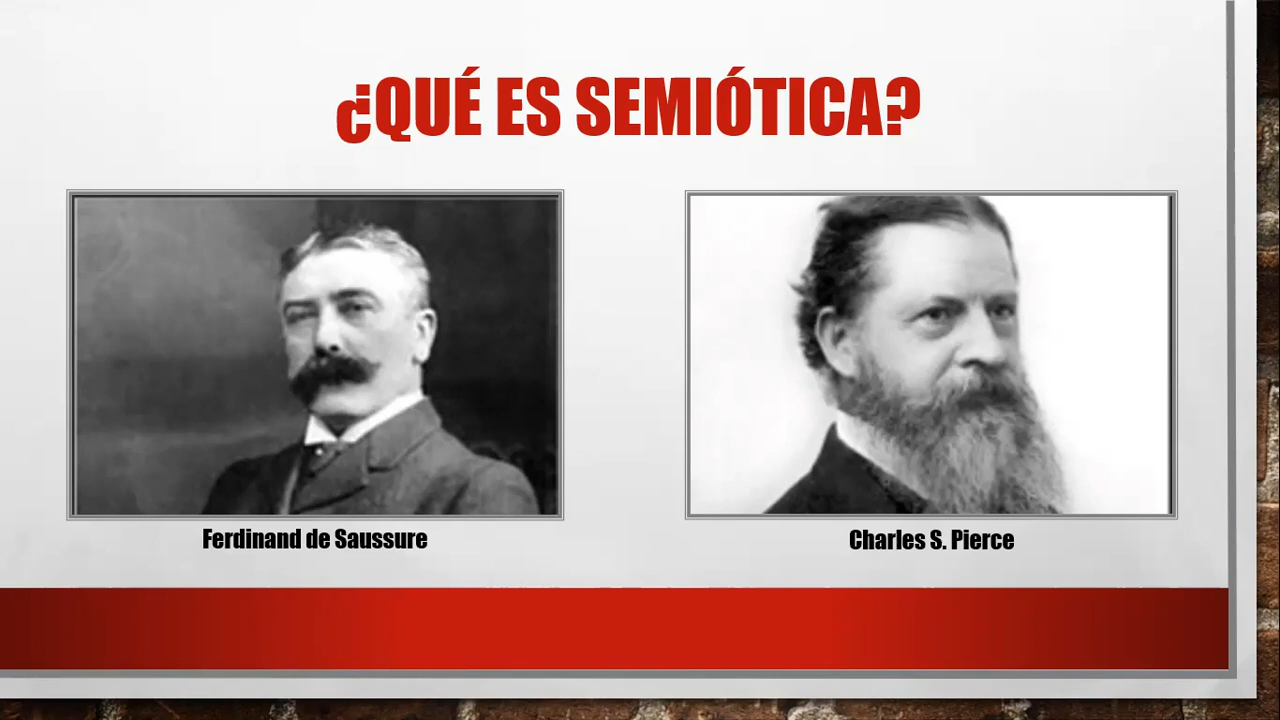 ¿QUÉ ES SEMIÓTICA?
Ferdinand de Saussure
Charles S. Pierce